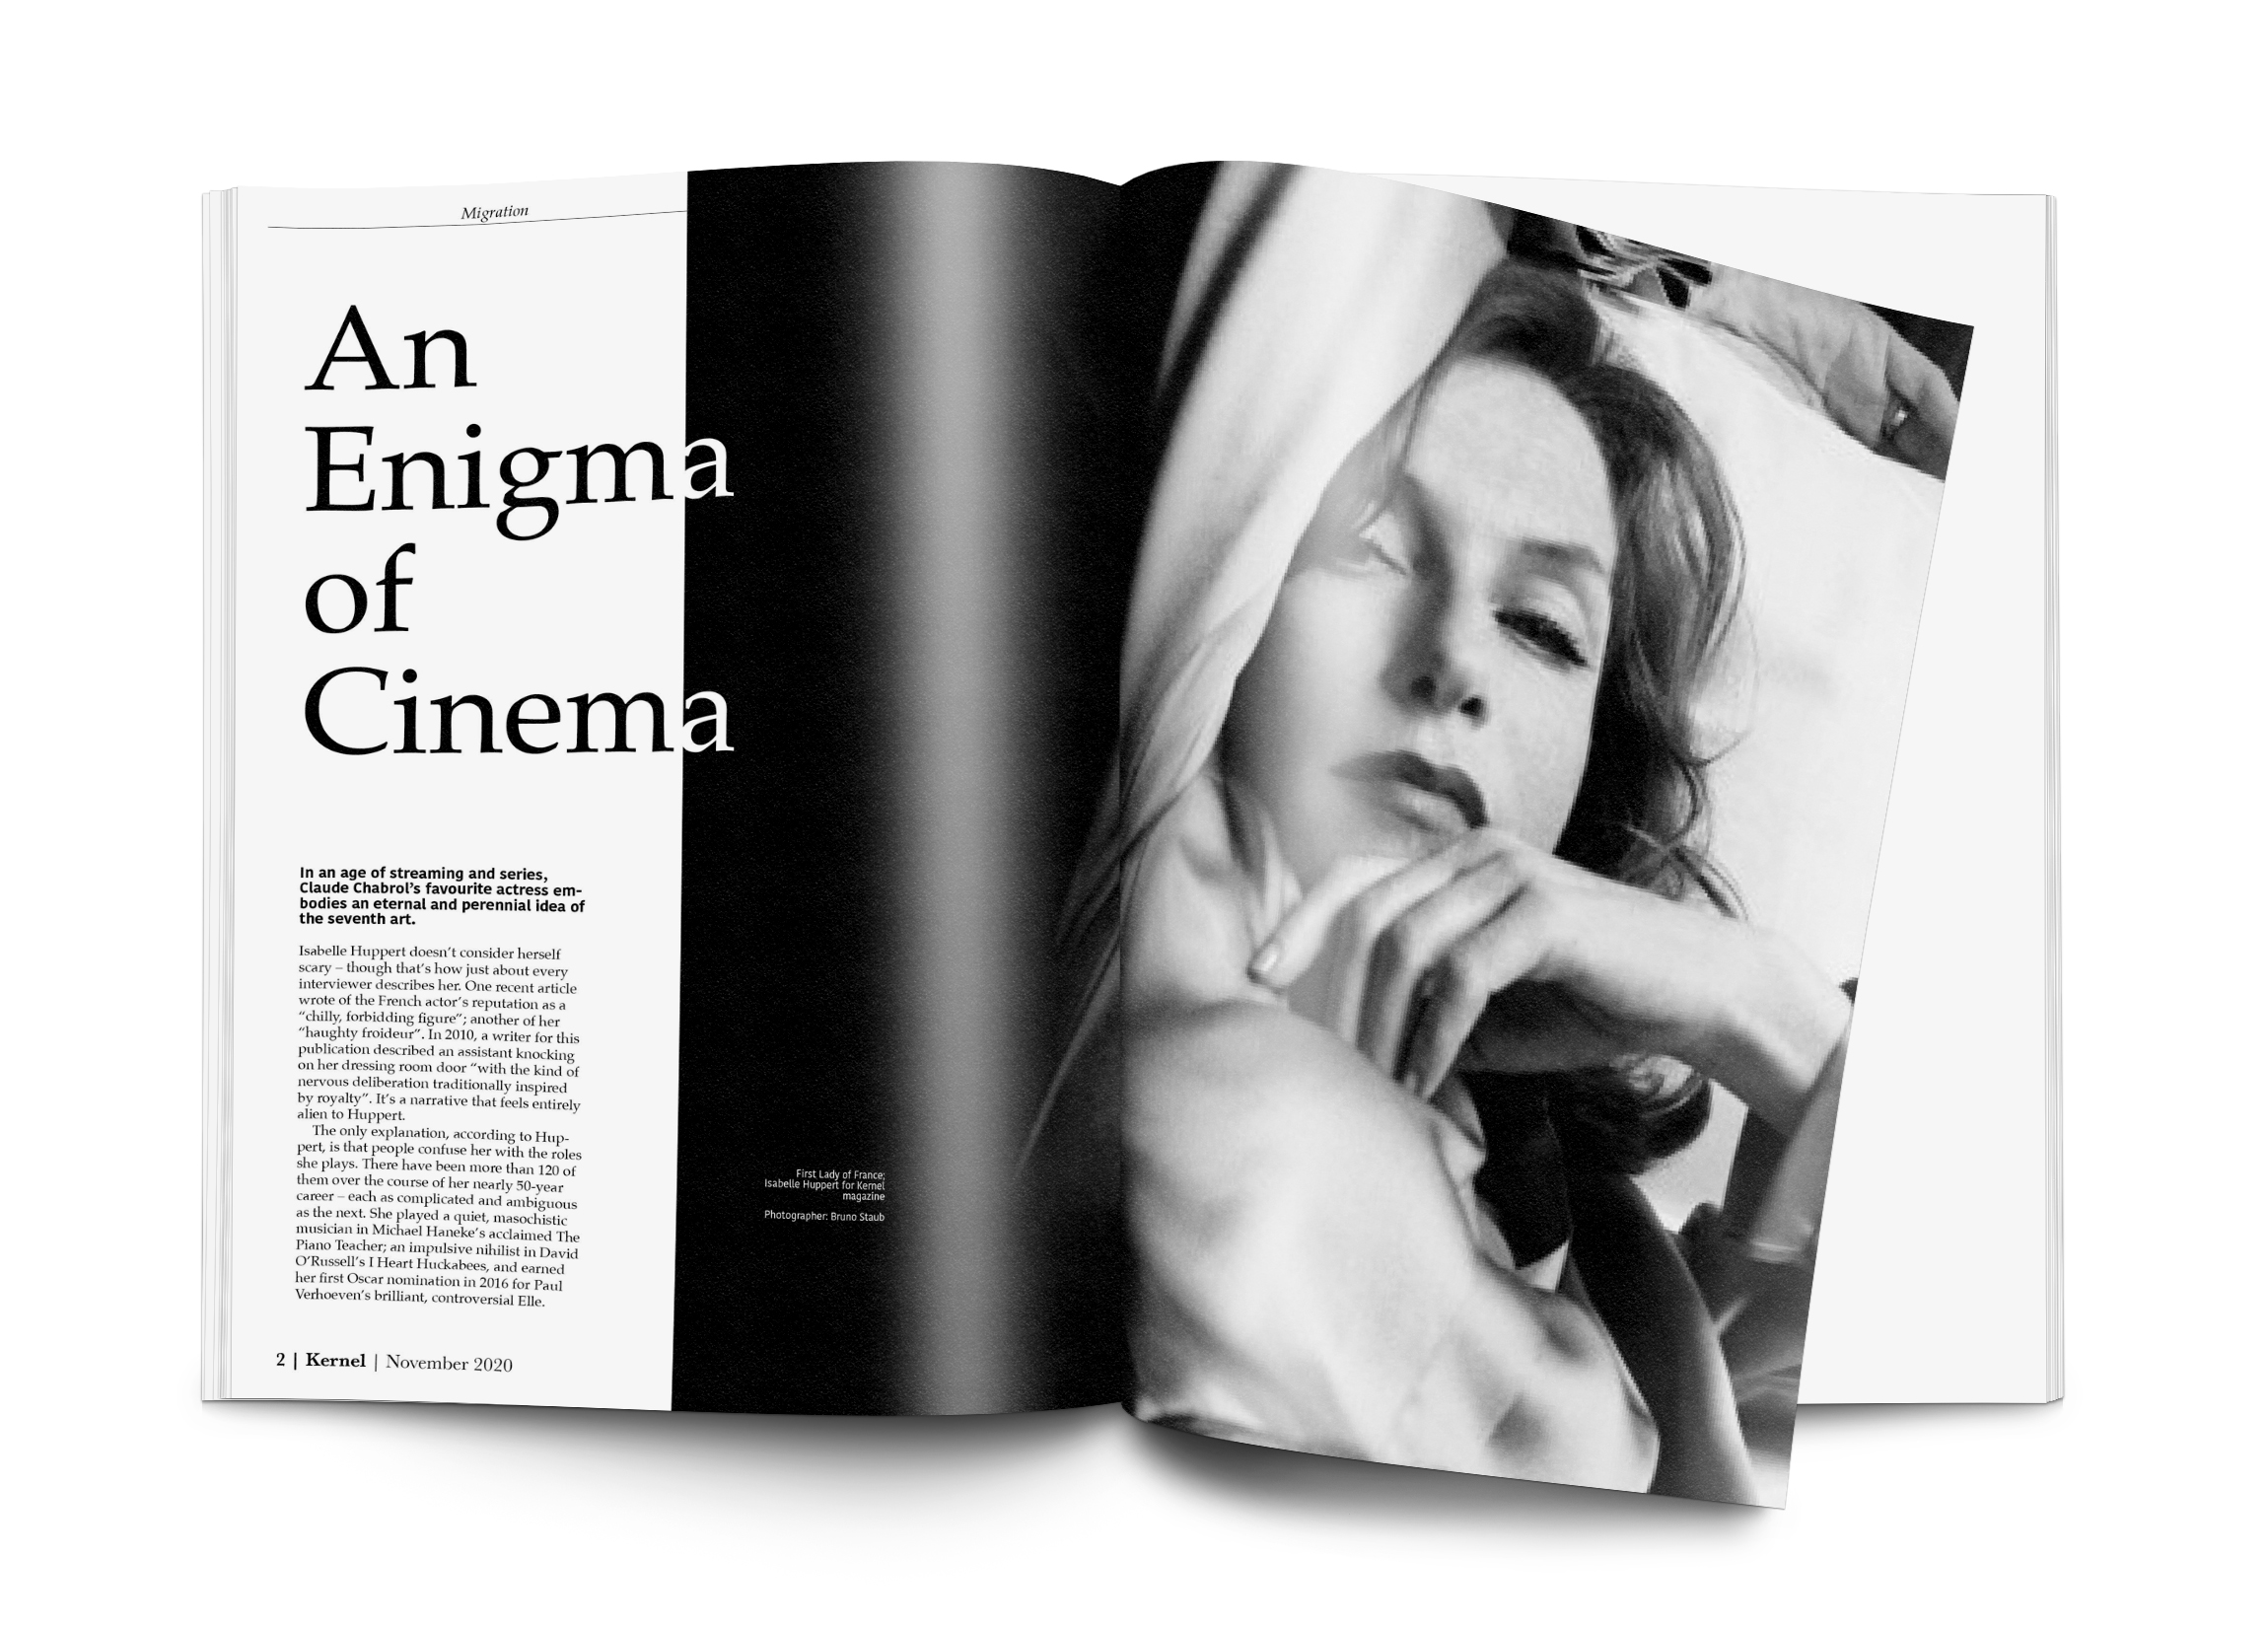 Migration
An
Enigma
of
Cinema
In an age of streaming and series,
Claude Chabrol's favourite actress em-
bodies an eternal and perennial idea of
the seventh art.
Isabelle Huppert doesn't consider herself
scary – though that's how just about every
interviewer describes her. One recent article
wrote of the French actor's reputation as a
“chilly, forbidding figure”; another of her
“haughty froideur”. In 2010, a writer for this
publication described an assistant knocking
on her dressing room door “with the kind of
nervous deliberation traditionally inspired
by royalty”. It's a narrative that feels entirely
alien to Huppert.
The only explanation, according to Hup-
pert, is that people confuse her with the roles
she plays. There have been more than 120 of
them over the course of her nearly 50-year
career – each as complicated and ambiguous
as the next. She played a quiet, masochistic
musician in Michael Haneke's acclaimed The
Piano Teacher; an impulsive nihilist in David
O'Russell's I Heart Huckabees, and earned
her first Oscar nomination in 2016 for Paul
Verhoeven's brilliant, controversial Elle.
2 | Kernel | November 2020
First Lady of France;
Isabelle Huppert for Kernel
magazine
Photographer: Bruno Staub